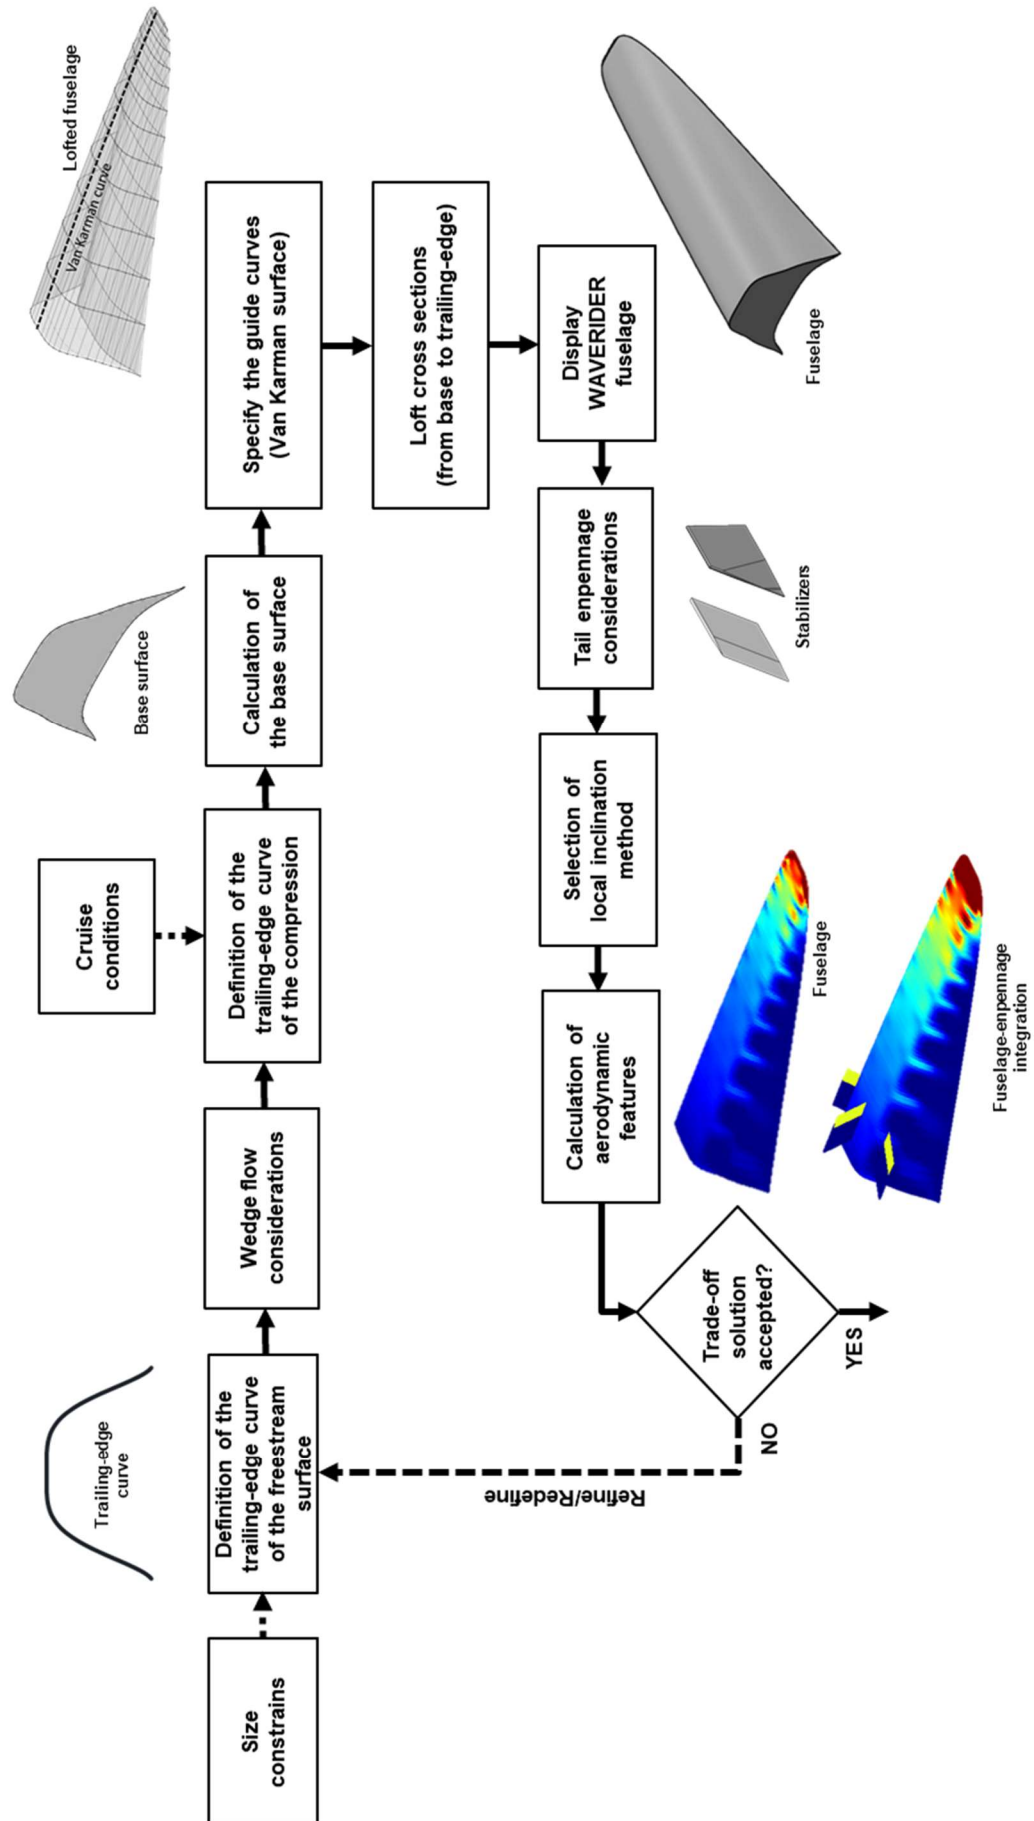 Size
constrains
Definition of the
trailing-edge curve
of the freestream
surface
Trailing-edge
curve
Wedge flow
considerations
Cruise
conditions
Definition of the
trailing-edge curve
of the compression
Calculation of
the base surface
Base surface
Specify the guide curves
(Van Karman surface)
Lofted fuselage
Van Karman curve
Loft cross sections
(from base to trailing-edge)
Display
WAVERIDER
fuselage
Fuselage
Tail enpennage
considerations
Stabilizers
Selection of
local inclination
method
Calculation of
aerodynamic
features
Fuselage
Fuselage-enpennage
integration
Trade-off
solution
accepted?
YES
NO
Refine/Redefine